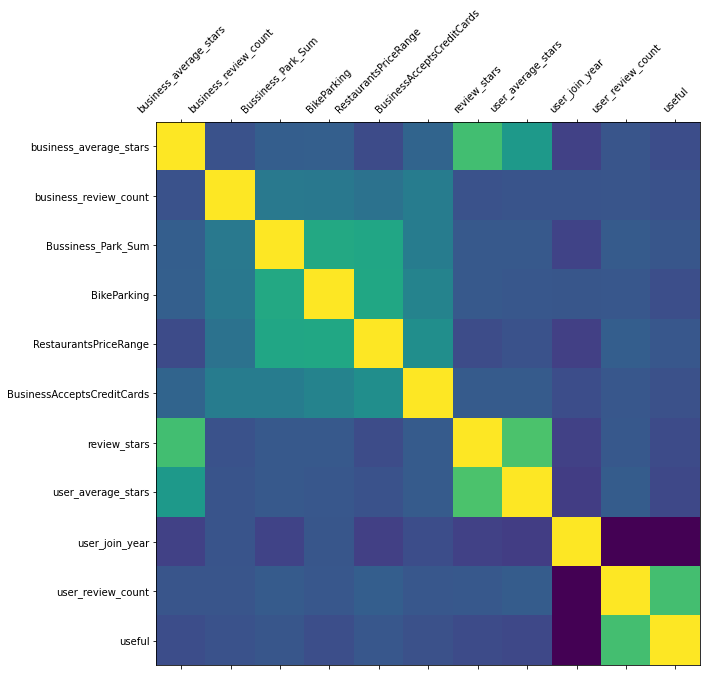 business_average_stars
business_review_count
Bussiness_Park_Sum
BikeParking
RestaurantsPriceRange
BusinessAcceptsCreditCards
review_stars
user_average_stars
user_join_year
user_review_count
useful
business_average_stars
business_review_count
Bussiness_Park_Sum
BikeParking
RestaurantsPriceRange
BusinessAcceptsCreditCards
review_stars
user_average_stars
user_join_year
user_review_count
useful